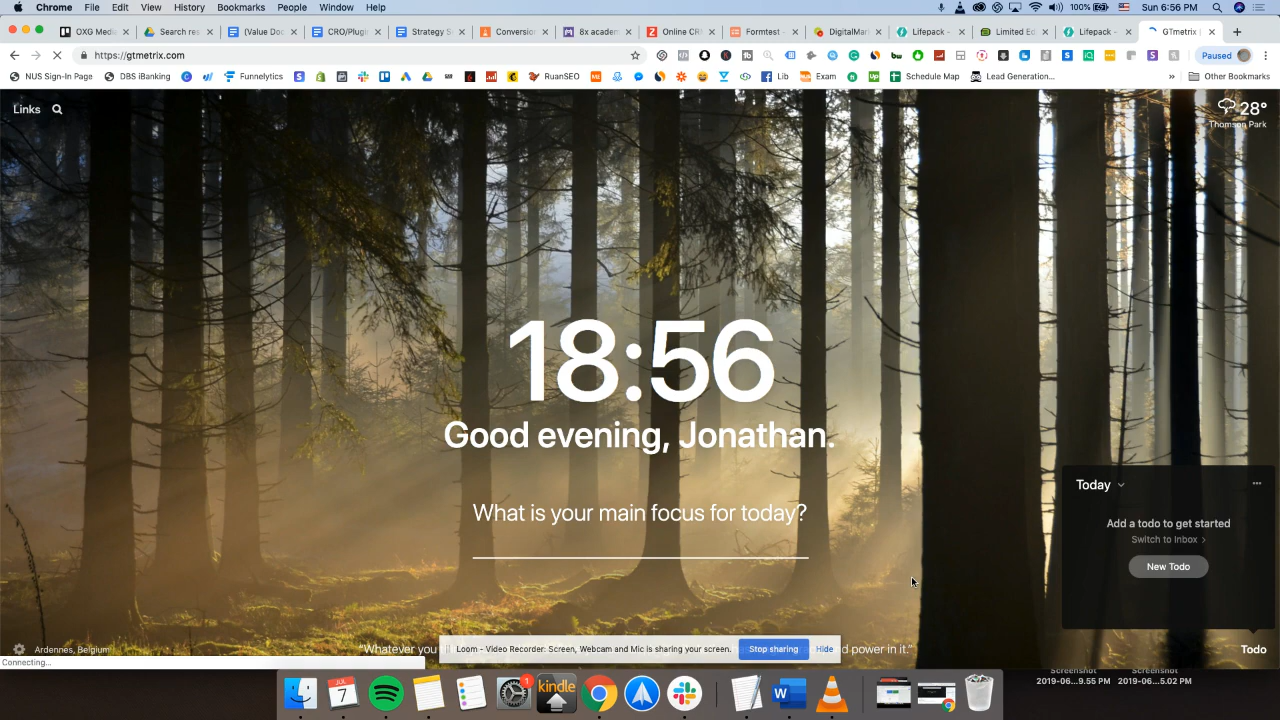 Chrome File Edit View History Bookmarks People Window Help 100% Sun 6:56 PM
OXG Medi Search res (Value Doc CRO/Plugi Strategy S Conversion 8x academ Online CR Formtest - DigitalMar Lifepack - Limited Ed Lifepack - GTmetrix |
https://gtmetrix.com Paused
NUS Sign-In Page DBS iBanking Funnelytics RuanSEO Lib Exam Schedule Map Lead Generation... » Other Bookmarks
Links 28°
Thomson Park
18:56
Good evening, Jonathan.
What is your main focus for today?
Today
Add a todo to get started
Switch to Inbox >
New Todo
Ardennes, Belgium "Whatever you Loom - Video Recorder: Screen, Webcam and Mic is sharing your screen. Stop sharing Hide d power in it." Todo
Connecting...
Screenshot Screenshot
2019-06...9.55 PM 2019-06...5.02 PM
JUL
7
1
kindle
W